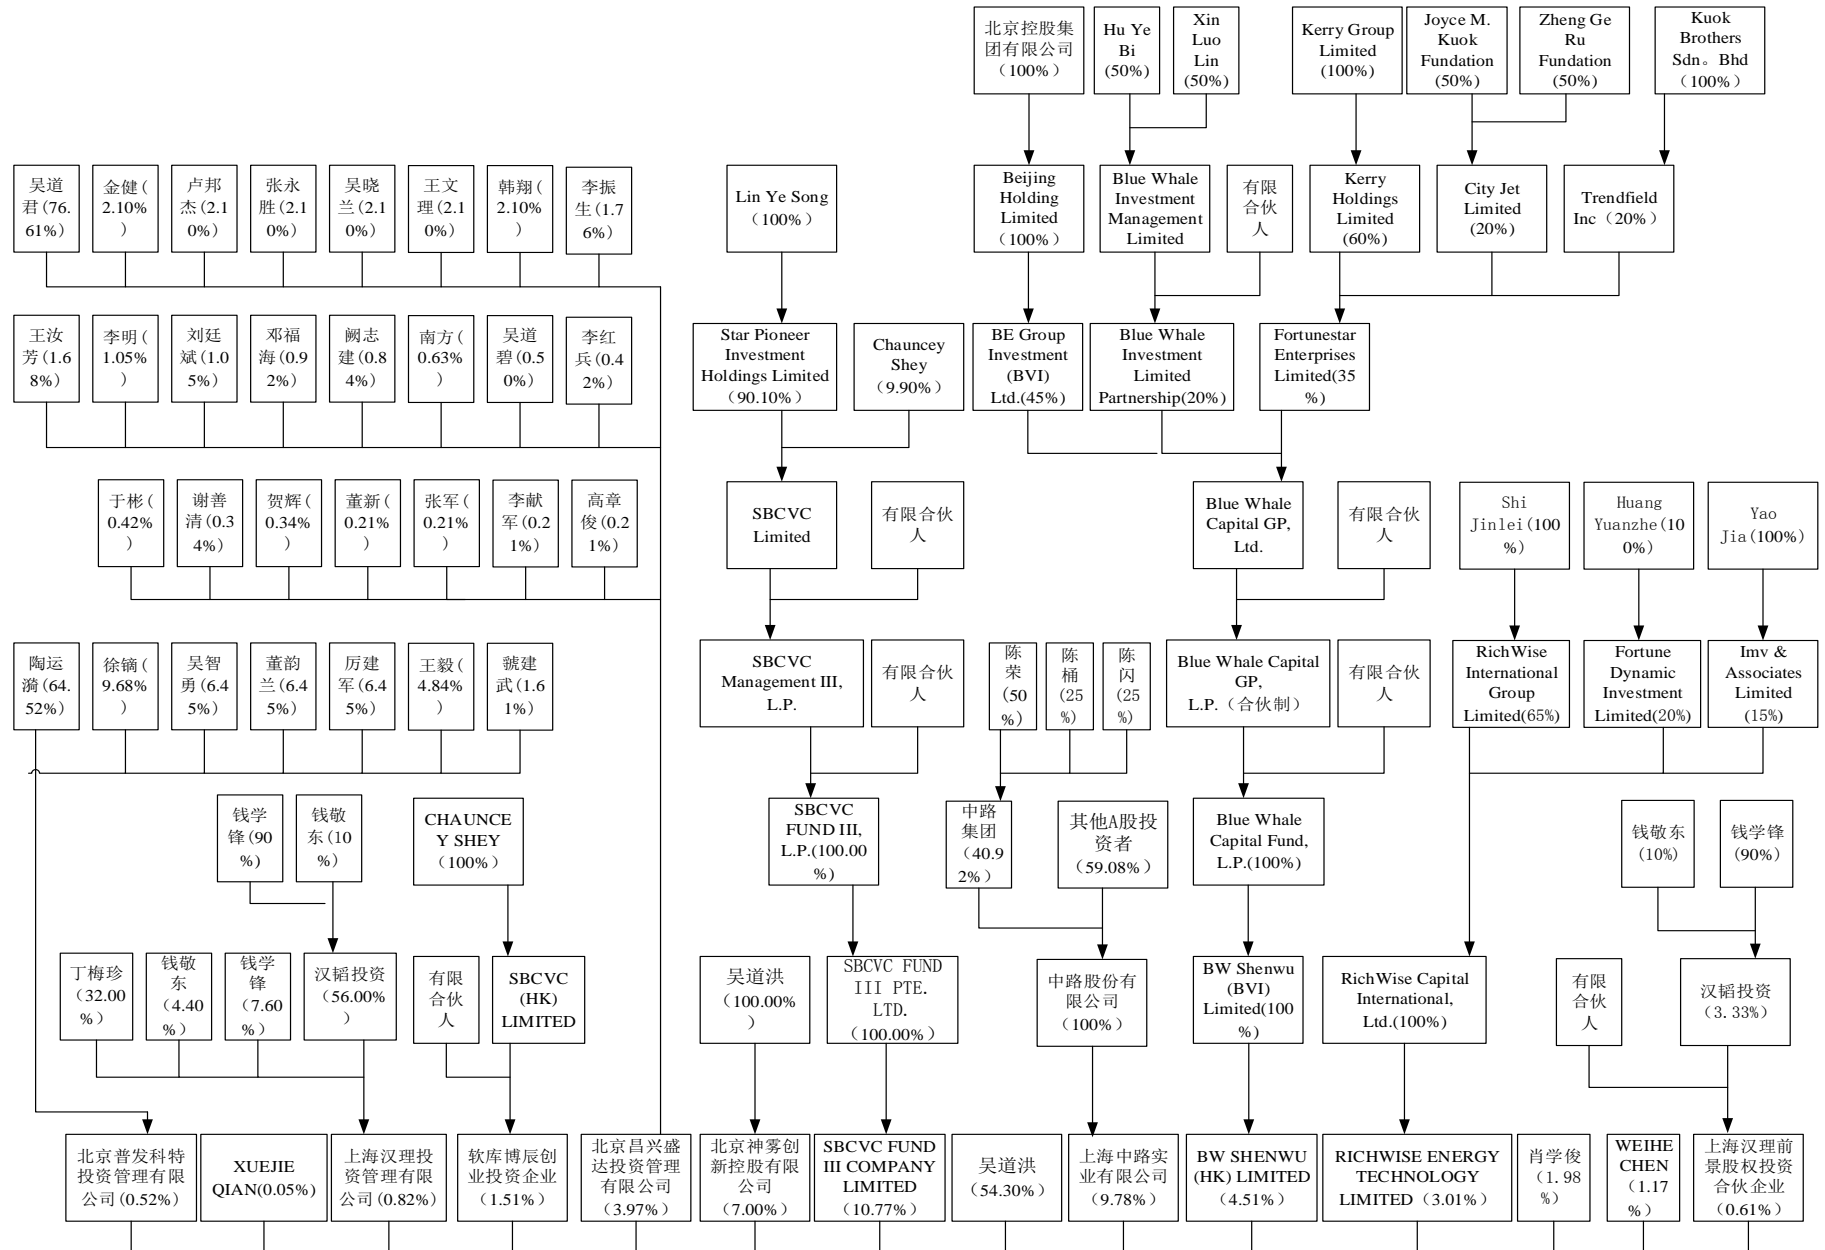 北京控股集
团有限公司
（100%）
Hu Ye
Bi
(50%)
Xin
Luo
Lin
(50%)
Kerry Group
Limited
(100%)
Joyce M.
Kuok
Fundation
(50%)
Zheng Ge
Ru
Fundation
(50%)
Kuok
Brothers
Sdn。Bhd
（100%）
吴道
君(76.
61%)
金健(
2.10%
)
卢邦
杰(2.1
0%)
张永
胜(2.1
0%)
吴晓
兰(2.1
0%)
王文
理(2.1
0%)
韩翔(
2.10%
)
李振
生(1.7
6%)
Lin Ye Song
(100%)
Beijing
Holding
Limited
（100%）
Blue Whale
Investment
Management
Limited
有限
合伙
人
Kerry
Holdings
Limited
(60%)
City Jet
Limited
(20%)
Trendfield
Inc（20%）
王汝
芳(1.6
8%)
李明(
1.05%
)
刘廷
斌(1.0
5%)
邓福
海(0.9
2%)
阙志
建(0.8
4%)
南方(
0.63%
)
吴道
碧(0.5
0%)
李红
兵(0.4
2%)
Star Pioneer
Investment
Holdings Limited
(90.10%)
Chauncey
Shey
（9.90%）
BE Group
Investment
(BVI)
Ltd.(45%)
Blue Whale
Investment
Limited
Partnership(20%)
Fortunestar
Enterprises
Limited(35
%)
于彬(
0.42%
)
谢善
清(0.3
4%)
贺辉(
0.34%
)
董新(
0.21%
)
张军(
0.21%
)
李献
军(0.2
1%)
高章
俊(0.2
1%)
SBCVC
Limited
有限合伙
人
Blue Whale
Capital GP,
Ltd.
有限合伙
人
Shi
Jinlei(100
%)
Huang
Yuanzhe(10
0%)
Yao
Jia(100%)
陶运
漪(64.
52%)
徐镝(
9.68%
)
吴智
勇(6.4
5%)
董韵
兰(6.4
5%)
厉建
军(6.4
5%)
王毅(
4.84%
)
虢建
武(1.6
1%)
SBCVC
Management III,
L.P.
有限合伙
人
陈
荣
(50
%)
陈
桶
(25
%)
陈
闪
(25
%)
Blue Whale Capital
GP,
L.P.（合伙制）
有限合伙
人
RichWise
International
Group
Limited(65%)
Fortune
Dynamic
Investment
Limited(20%)
Imv &
Associates
Limited
(15%)
钱学
锋(90
%)
钱敬
东(10
%)
CHAUNCE
Y SHEY
（100%）
SBCVC
FUND III,
L.P.(100.00
%)
中路
集团
(40.9
2%）
其他A股投
资者
（59.08%）
Blue Whale
Capital Fund,
L.P.(100%)
钱敬东
(10%)
钱学锋
(90%)
丁梅珍
(32.00
%)
钱敬
东
(4.40
%)
钱学
锋
(7.60
%)
汉韬投资
(56.00%
)
有限
合伙
人
SBCVC
(HK)
LIMITED
吴道洪
(100.00%
)
SBCVC FUND
III PTE.
LTD.
(100.00%)
中路股份有
限公司
(100%)
BW Shenwu
(BVI)
Limited(100
%)
RichWise Capital
International,
Ltd.(100%)
有限
合伙
人
汉韬投资
(3.33%)
北京普发科特
投资管理有限
公司(0.52%)
XUEJIE
QIAN(0.05%)
上海汉理投资
管理有限公
司(0.82%)
软库博辰创
业投资企业
（1.51%）
北京昌兴盛
达投资管理
有限公司
（3.97%）
北京神雾创
新控股有限
公司
（7.00%）
SBCVC FUND
III COMPANY
LIMITED
（10.77%）
吴道洪
（54.30%）
上海中路实
业有限公司
（9.78%）
BW SHENWU
(HK) LIMITED
（4.51%）
RICHWISE ENERGY
TECHNOLOGY
LIMITED（3.01%）
肖学俊
(1.98
%)
WEIHE
CHEN
(1.17
%)
上海汉理前
景股权投资
合伙企业
（0.61%）